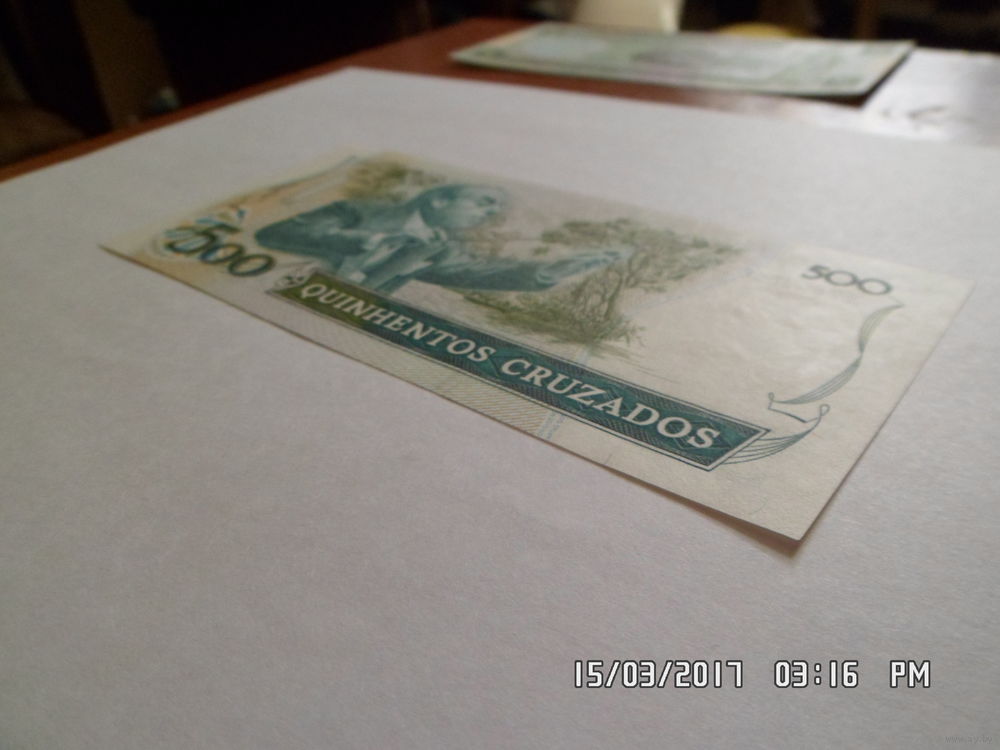 500
500
QUINHENTOS CRUZADOS
15/03/2017 03:16 PM